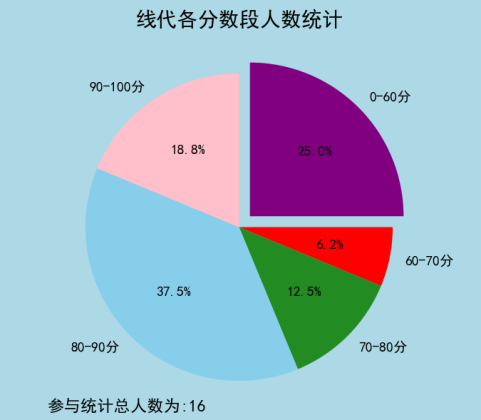 线代各分数段人数统计
90-100分
0-60分
18.8%
25.0%
6.2%
60-70分
37.5%
12.5%
80-90分
70-80分
参与统计总人数为:16